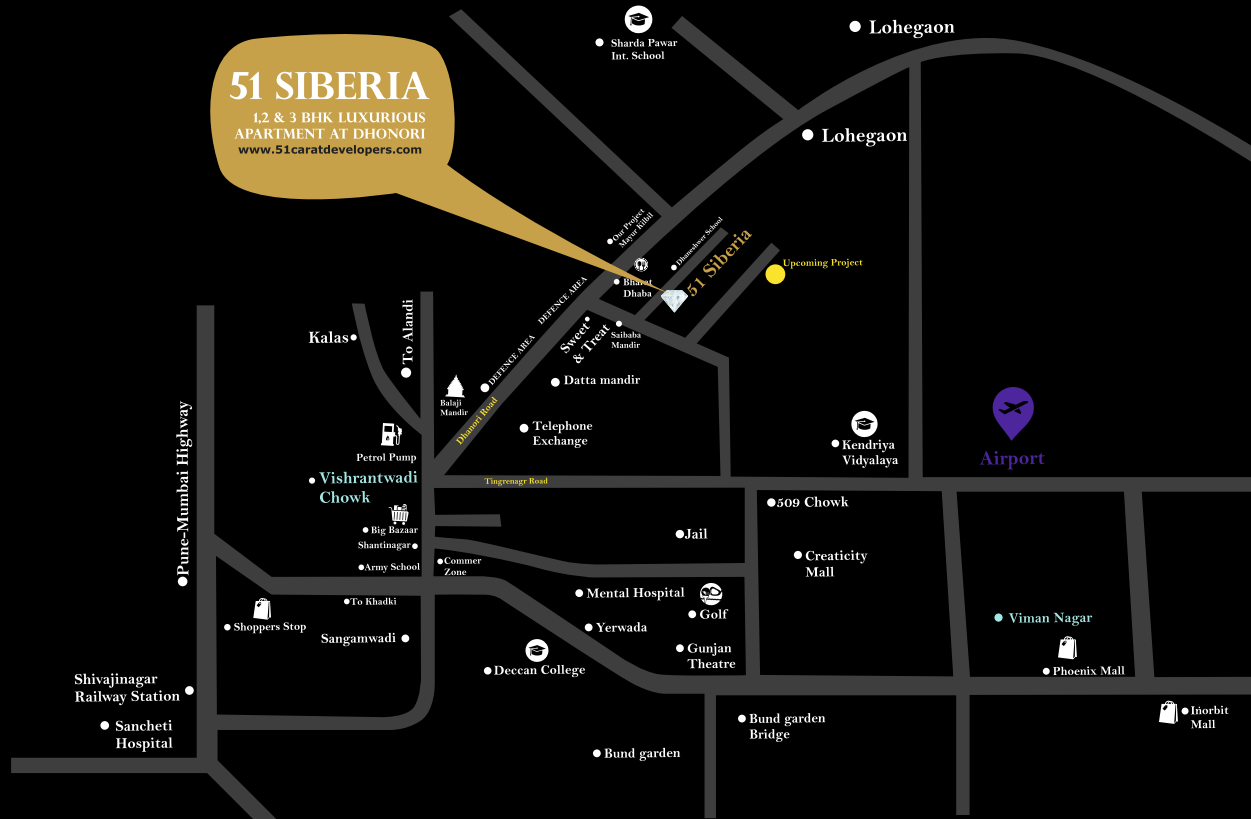 Sharda Pawar
Int. School
Lohegaon
51 SIBERIA
1,2 & 3 BHK LUXURIOUS
APARTMENT AT DHONORI
www.51caratdevelopers.com
Lohegaon
Our Project
Mayur Kilbil
Dhaneshwer School
51 Siberia
Upcoming Project
Bharat
Dhaba
DEFENCE AREA
Kalas
To Alandi
Sweet
& Treat
Saibaba
Mandir
DEFENCE AREA
Datta mandir
Balaji
Mandir
Dhanori Road
Telephone
Exchange
Kendriya
Vidyalaya
Airport
Petrol Pump
Pune-Mumbai Highway
Vishrantwadi
Chowk
Tingrenagr Road
509 Chowk
Big Bazaar
Shantinagar
Jail
Army School
Commer
Zone
Creaticity
Mall
To Khadki
Mental Hospital
Golf
Shoppers Stop
Sangamwadi
Yerwada
Viman Nagar
Gunjan
Theatre
Deccan College
Phoenix Mall
Shivajinagar
Railway Station
Sancheti
Hospital
Bund garden
Bridge
Inorbit
Mall
Bund garden